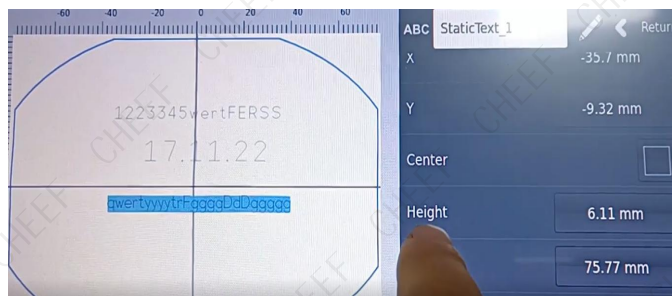 -60 -40 -20 0 20 40 60
ABC StaticText_1 Return
X -35.7 mm
Y -9.32 mm
Center
Height 6.11 mm
75.77 mm
1223345wertFERSS
17.11.22
CHEEF